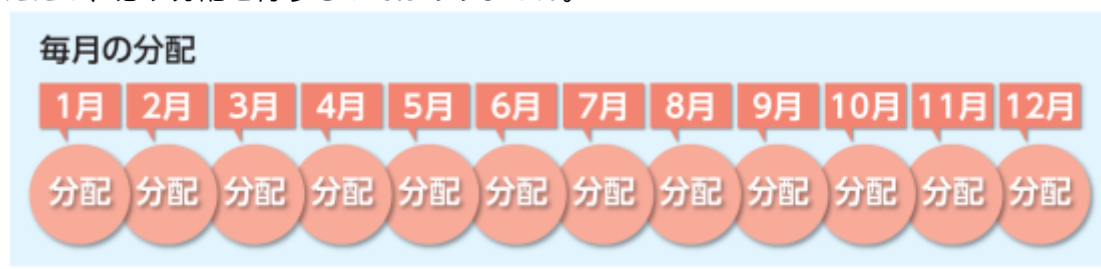 毎月の分配
1月 2月 3月 4月 5月 6月 7月 8月 9月 10月 11月 12月
分配 分配 分配 分配 分配 分配 分配 分配 分配 分配 分配 分配